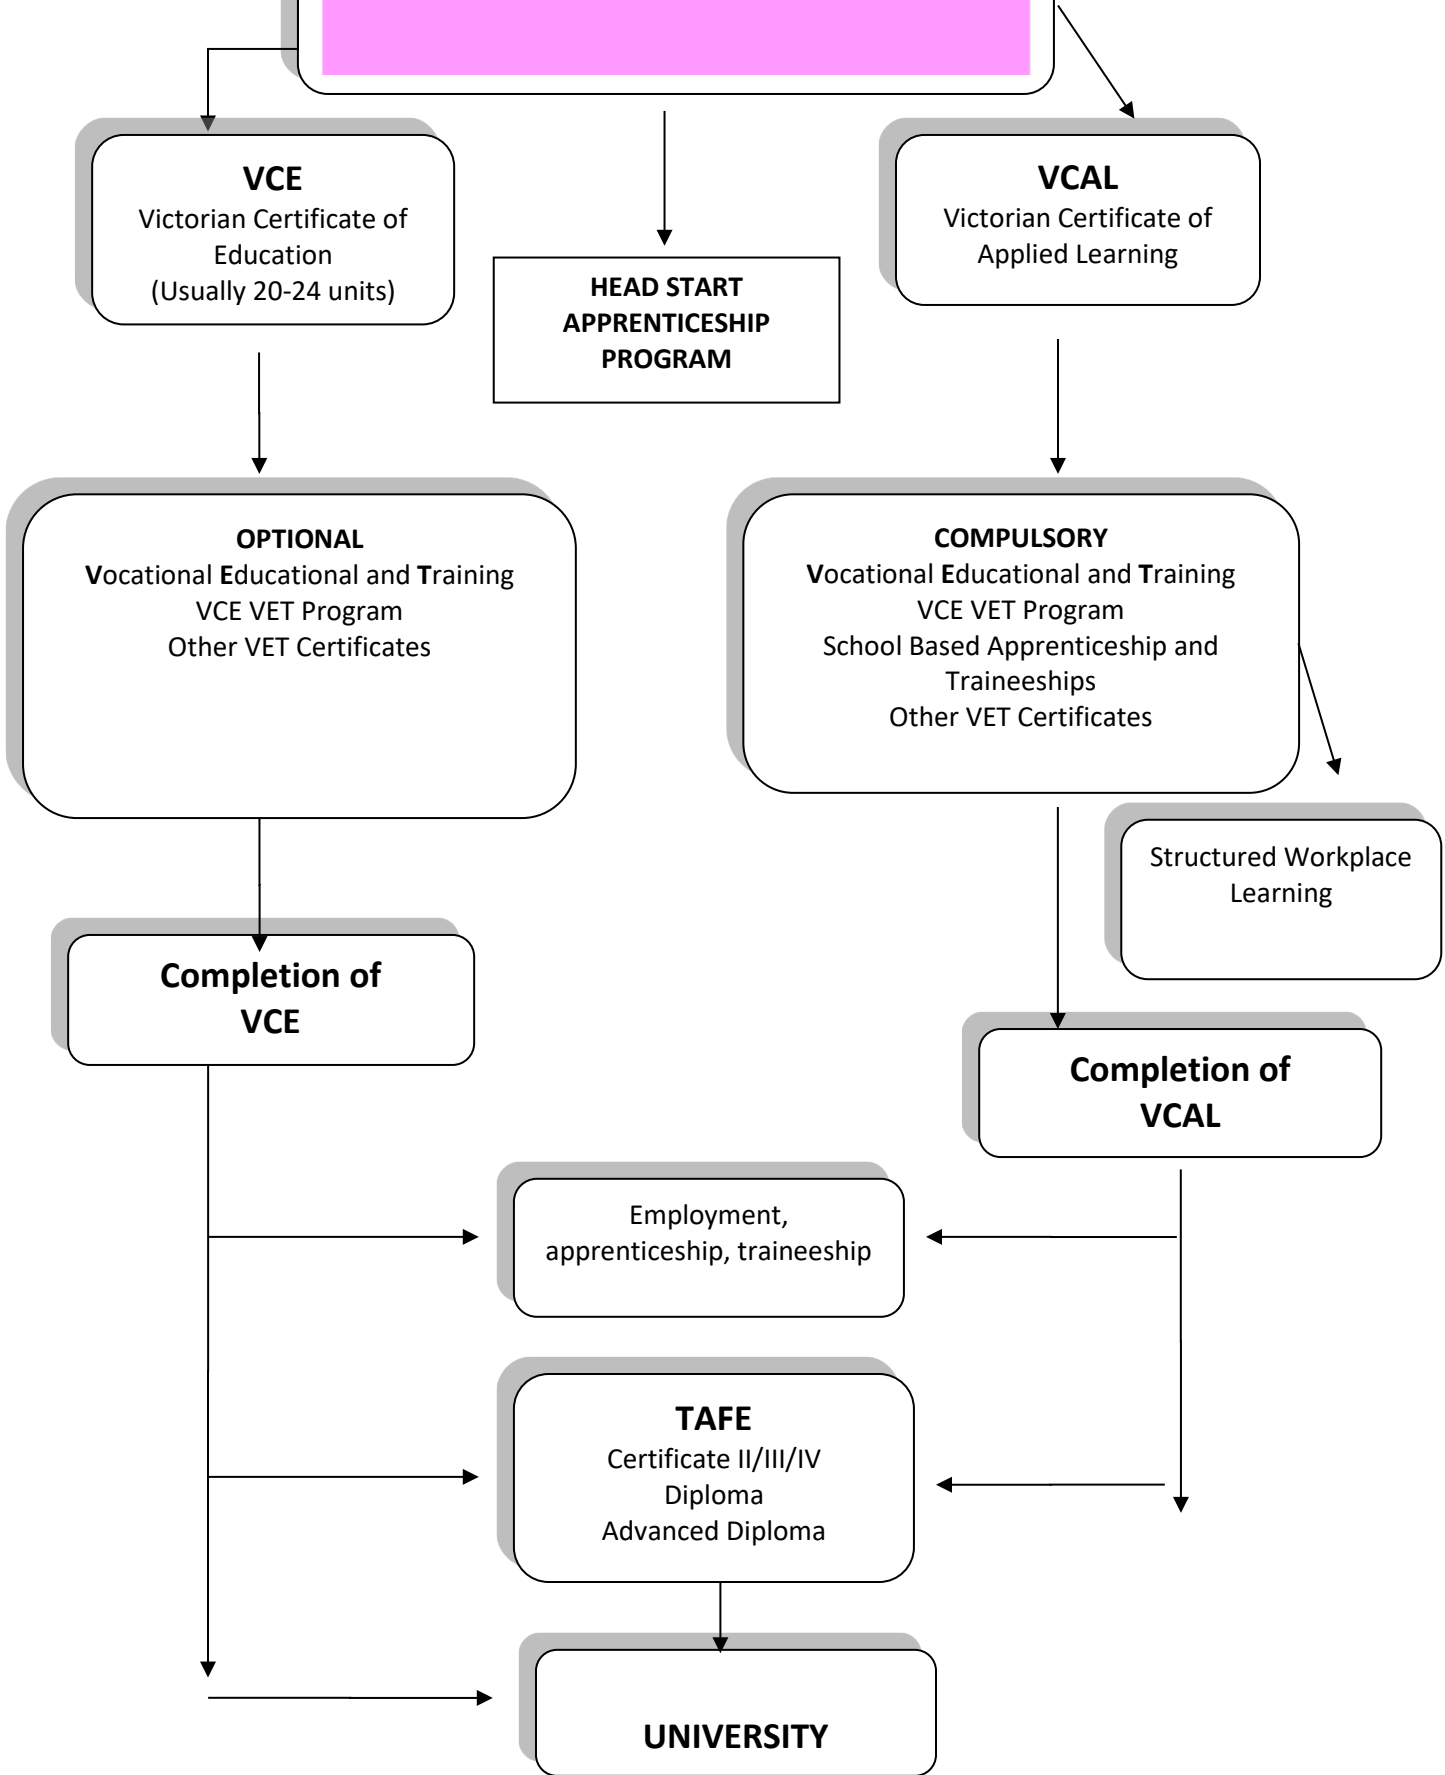 VCE
Victorian Certificate of
Education
(Usually 20-24 units)
VCAL
Victorian Certificate of
Applied Learning
HEAD START
APPRENTICESHIP
PROGRAM
OPTIONAL
Vocational Educational and Training
VCE VET Program
Other VET Certificates
COMPULSORY
Vocational Educational and Training
VCE VET Program
School Based Apprenticeship and
Traineeships
Other VET Certificates
Structured Workplace
Learning
Completion of
VCE
Completion of
VCAL
Employment,
apprenticeship, traineeship
TAFE
Certificate II/III/IV
Diploma
Advanced Diploma
UNIVERSITY